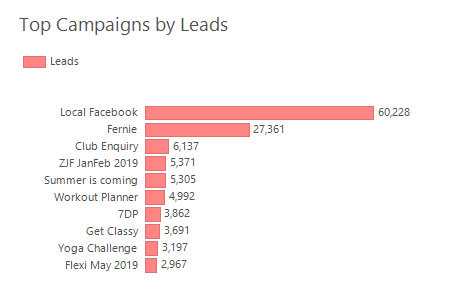 Top Campaigns by Leads
Leads
Local Facebook 60,228
Fernie 27,361
Club Enquiry 6,137
ZJF JanFeb 2019 5,371
Summer is coming 5,305
Workout Planner 4,992
7DP 3,862
Get Classy 3,691
Yoga Challenge 3,197
Flexi May 2019 2,967